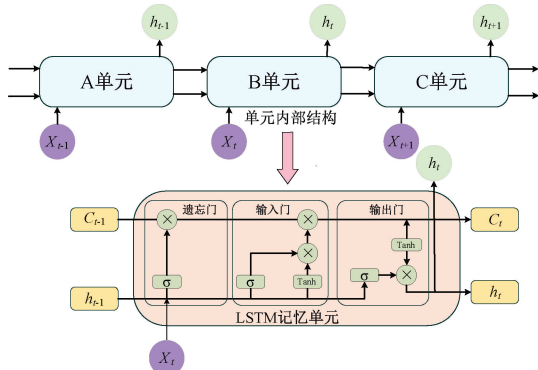 h_{t-1} h_t h_{t+1}
A单元 B单元 C单元
X_{t-1} X_t X_{t+1}
单元内部结构
h_t
遗忘门 输入门 输出门
C_{t-1} × × C_t
Tanh
× ×
σ σ Tanh σ
h_{t-1} h_t
LSTM记忆单元
X_t